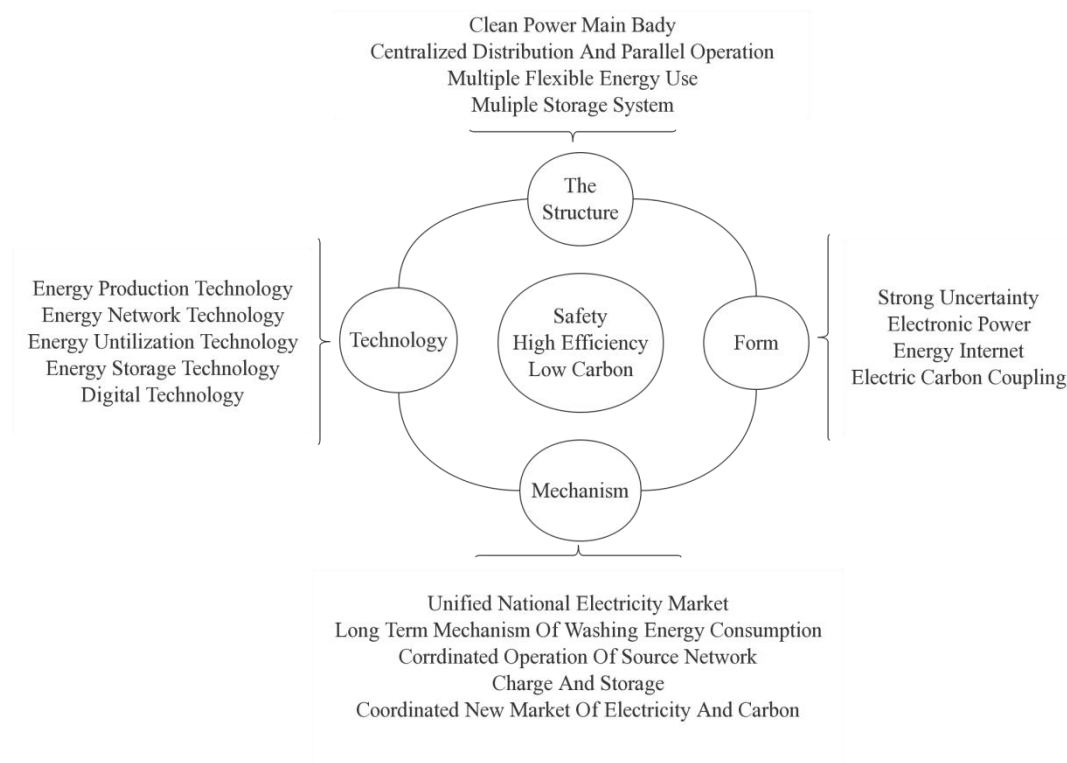 Clean Power Main Bady
Centralized Distribution And Parallel Operation
Multiple Flexible Energy Use
Muliple Storage System
The
Structure
Energy Production Technology
Energy Network Technology
Energy Untilization Technology
Energy Storage Technology
Digital Technology
Technology
Safety
High Efficiency
Low Carbon
Form
Strong Uncertainty
Electronic Power
Energy Internet
Electric Carbon Coupling
Mechanism
Unified National Electricity Market
Long Term Mechanism Of Washing Energy Consumption
Corrdinated Operation Of Source Network
Charge And Storage
Coordinated New Market Of Electricity And Carbon